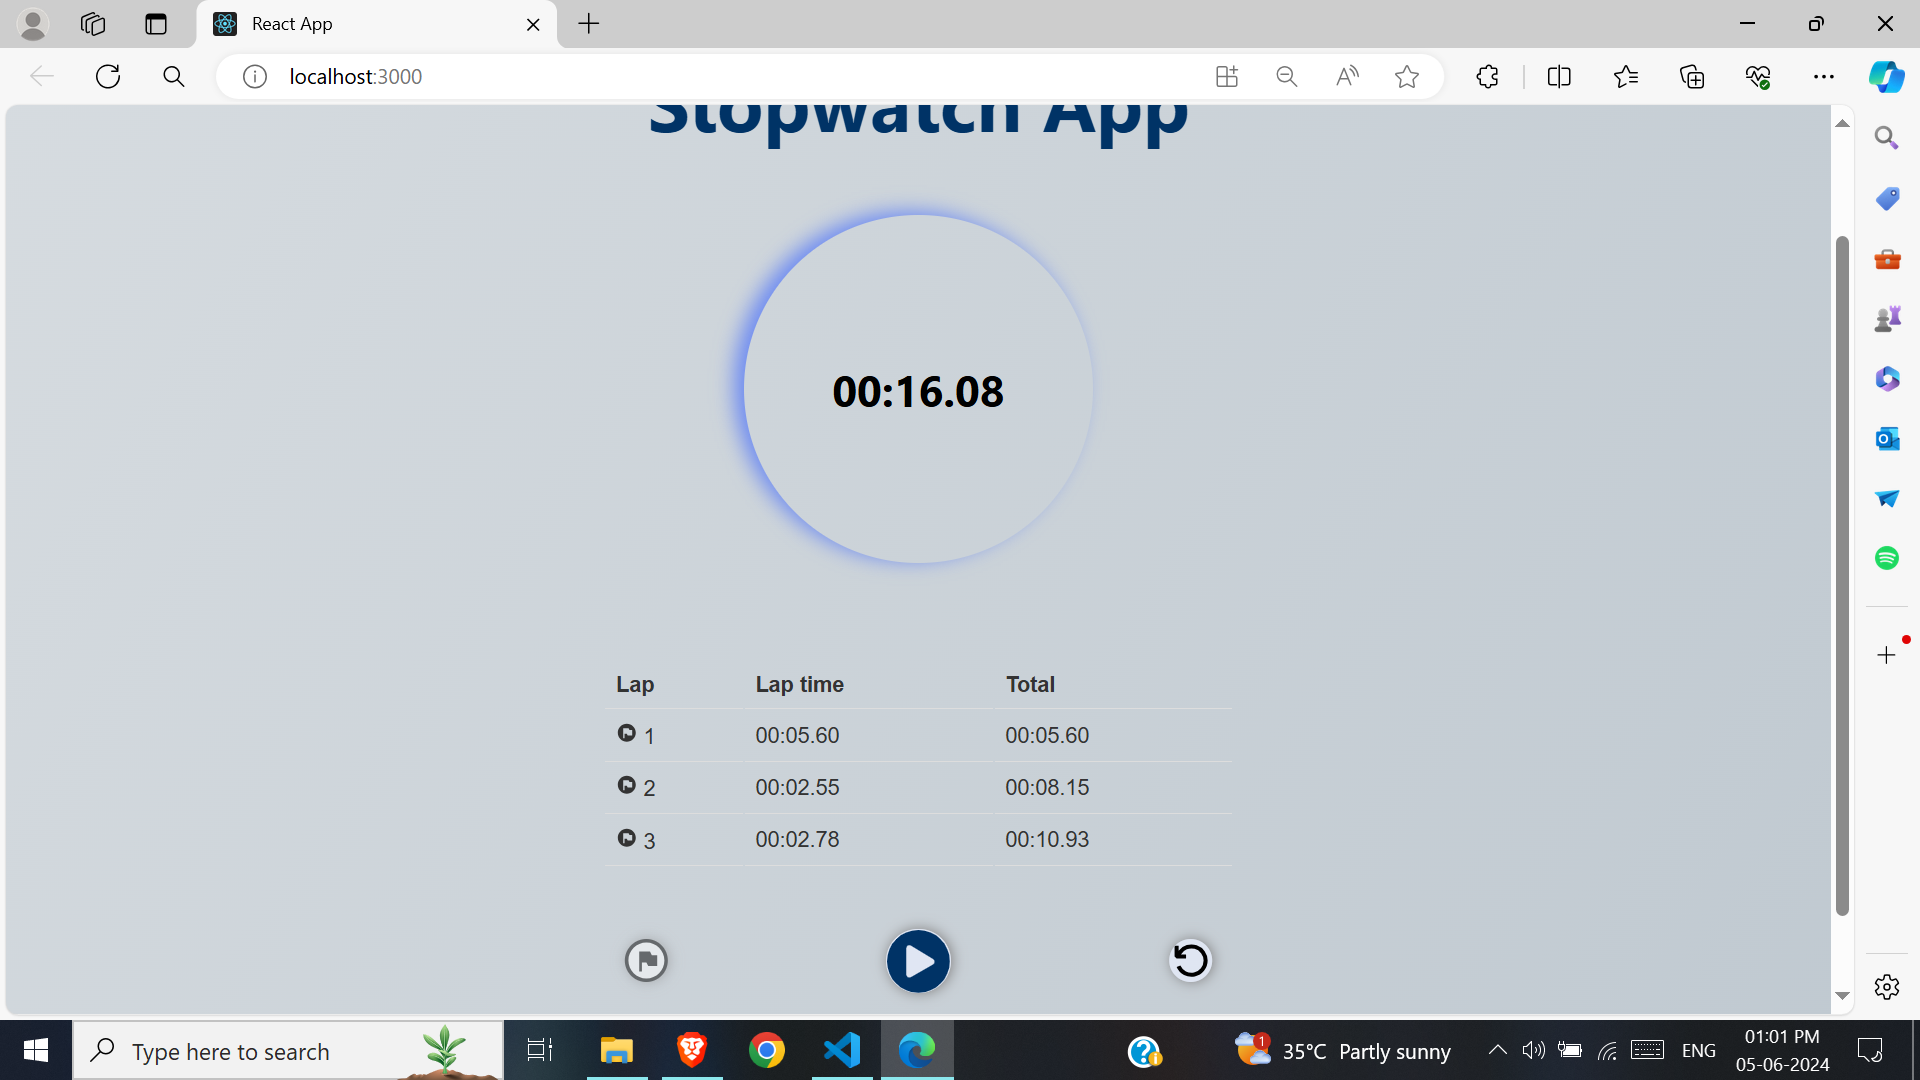 React App
localhost:3000
Stopwatch App
00:16.08
Lap Lap time Total
1 00:05.60 00:05.60
2 00:02.55 00:08.15
3 00:02.78 00:10.93
Type here to search
1
35°C Partly sunny
ENG
01:01 PM
05-06-2024